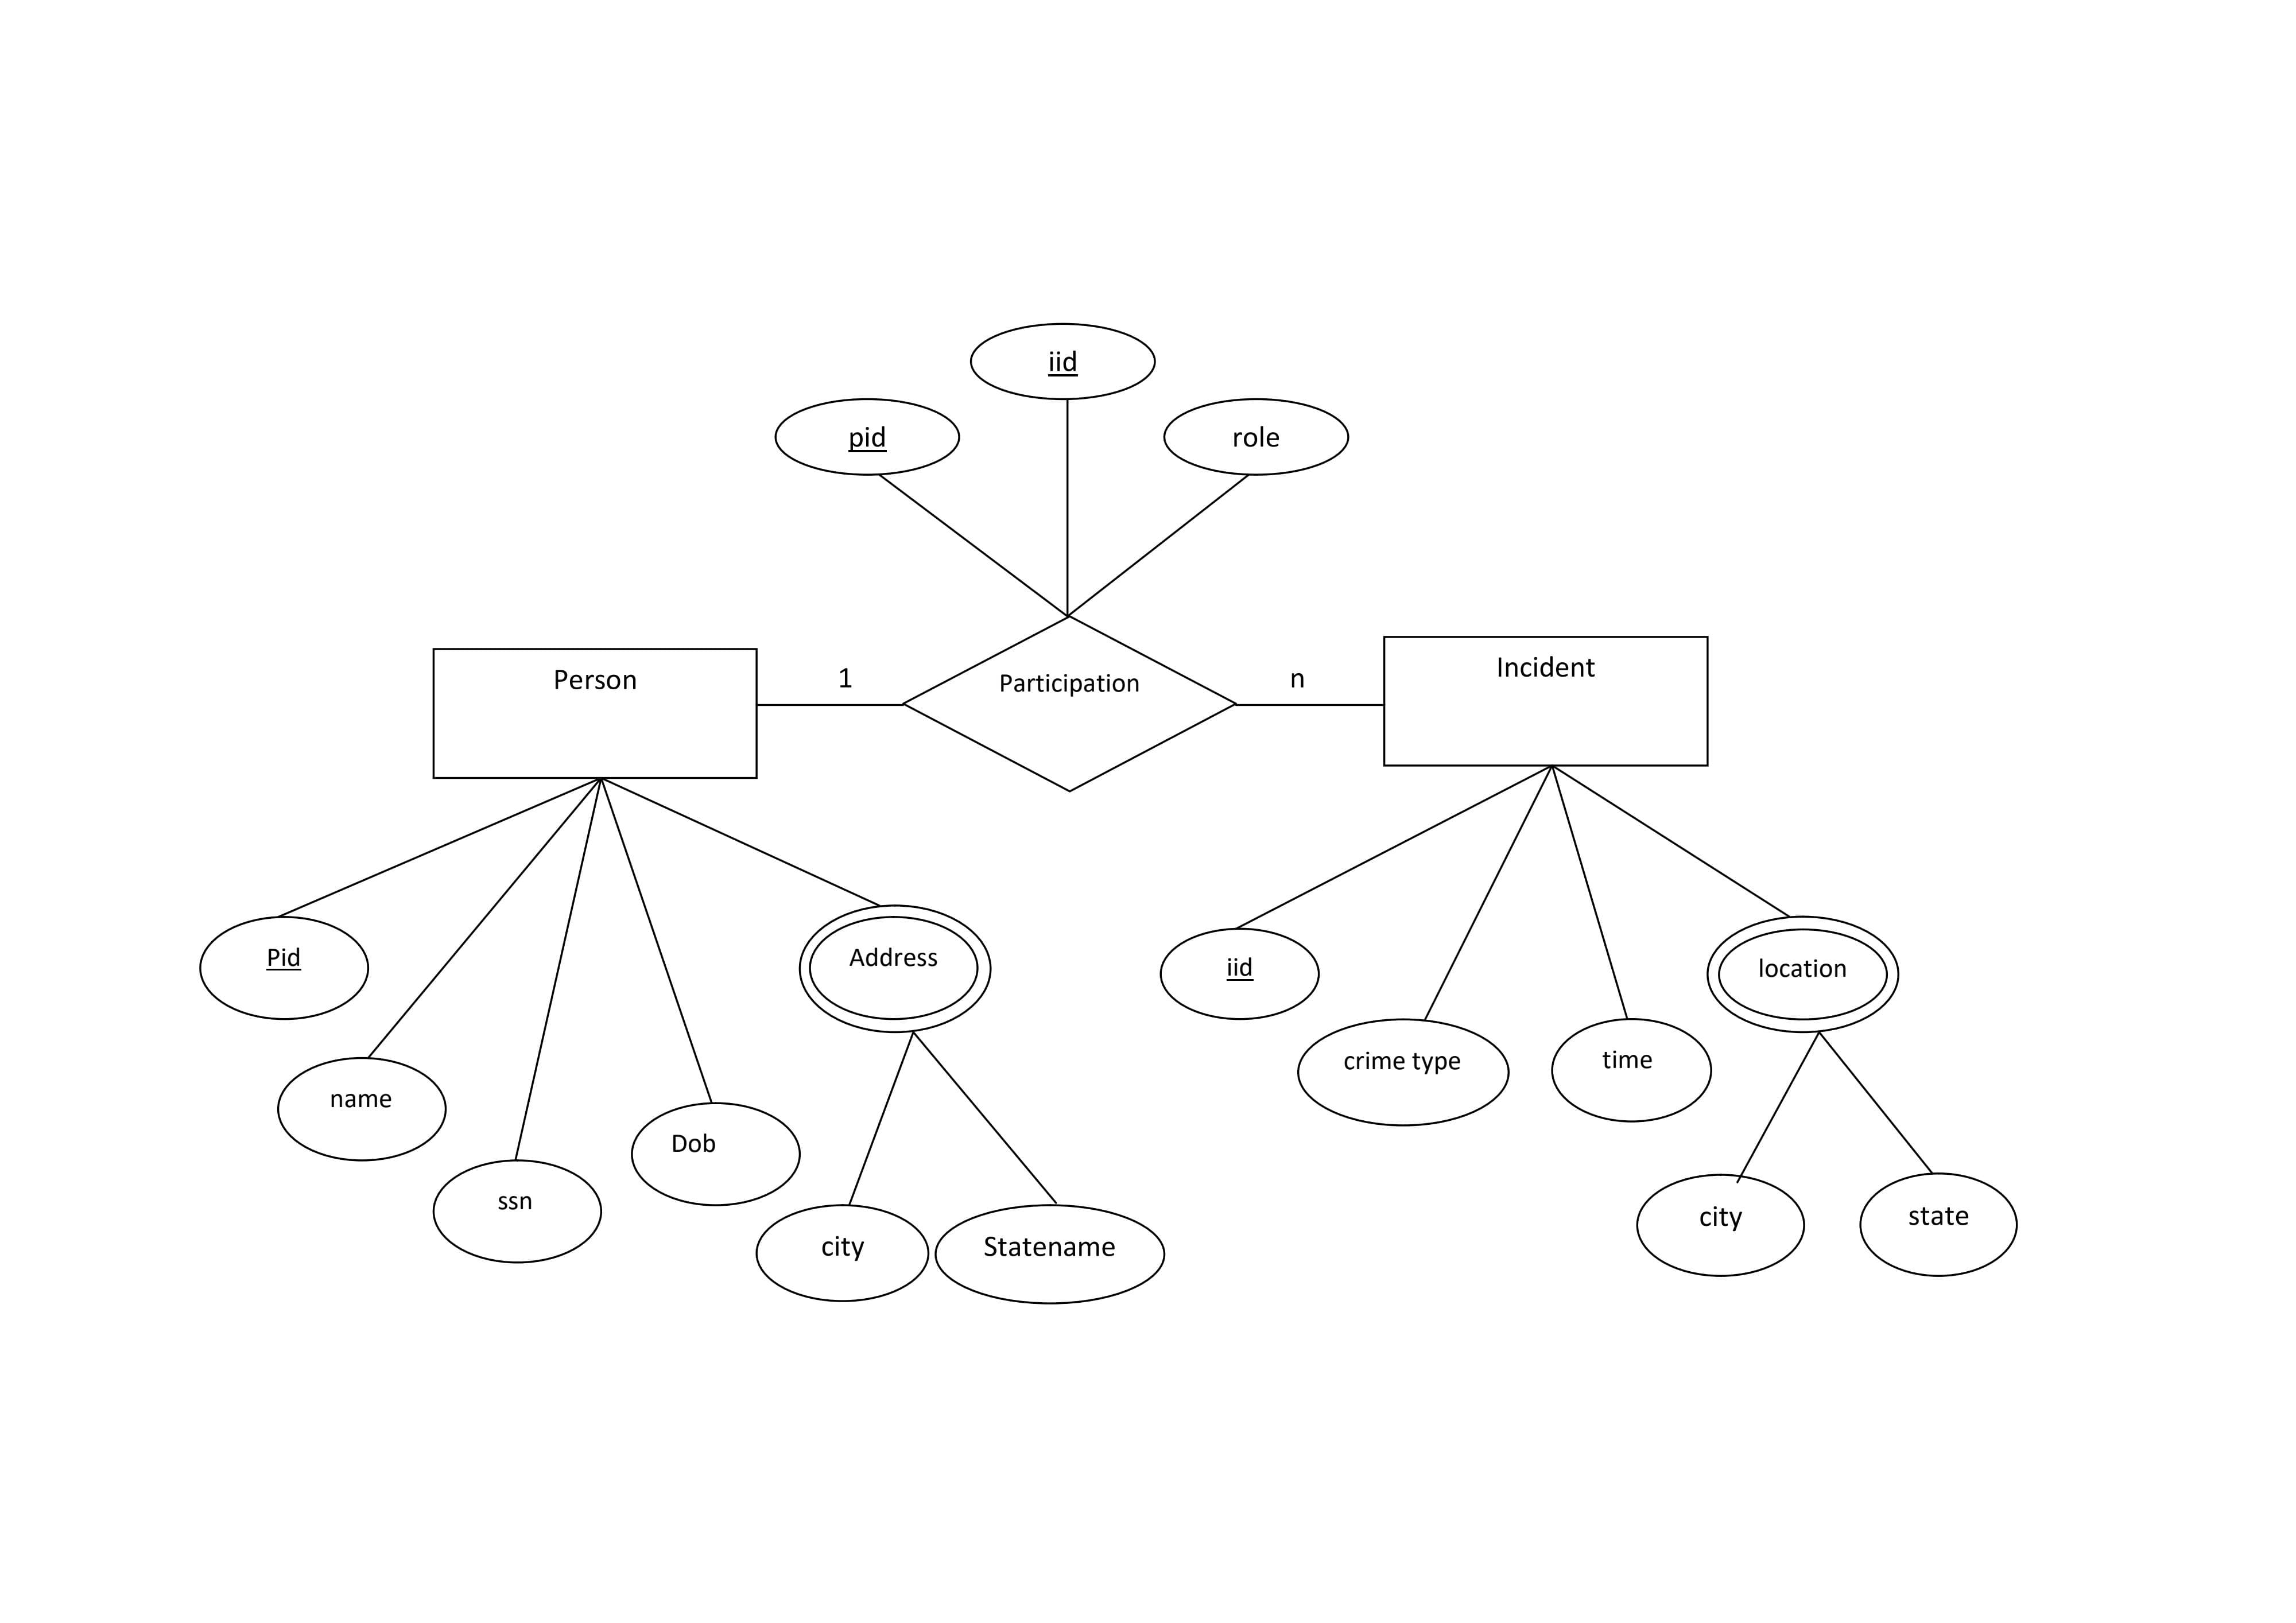 iid
pid
role
Person
1
Participation
n
Incident
Pid
name
ssn
Dob
Address
city
Statename
iid
crime type
time
location
city
state